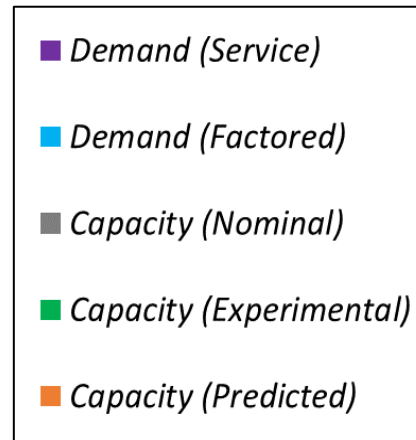 Demand (Service)
Demand (Factored)
Capacity (Nominal)
Capacity (Experimental)
Capacity (Predicted)